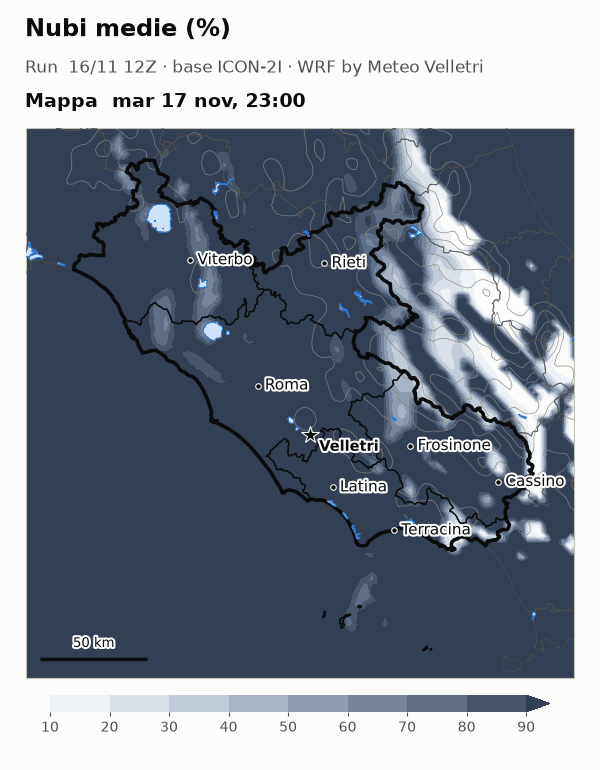 Nubi medie (%)
Run 16/11 12Z · base ICON-2I · WRF by Meteo Velletri
Mappa mar 17 nov, 23:00
Viterbo
Rieti
Roma
Velletri
Frosinone
Cassino
Latina
Terracina
50 km
10 20 30 40 50 60 70 80 90